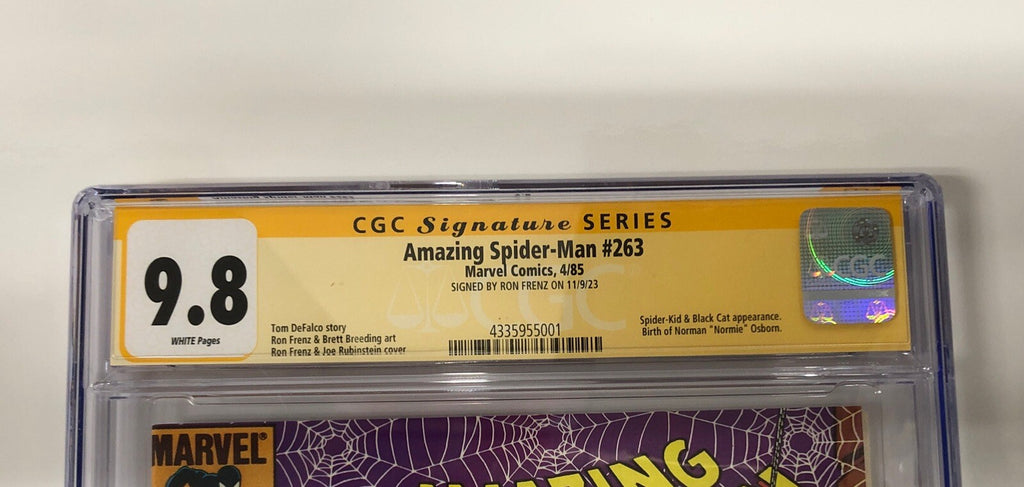 CGC Signature SERIES
Amazing Spider-Man #263
Marvel Comics, 4/85
SIGNED BY RON FRENZ ON 11/9/23
9.8
WHITE Pages
Tom DeFalco story
Ron Frenz & Brett Breeding art
Ron Frenz & Joe Rubinstein cover
4335955001
Spider-Kid & Black Cat appearance.
Birth of Norman "Normie" Osborn.
CGC
CGC
MARVEL®
AMAZING